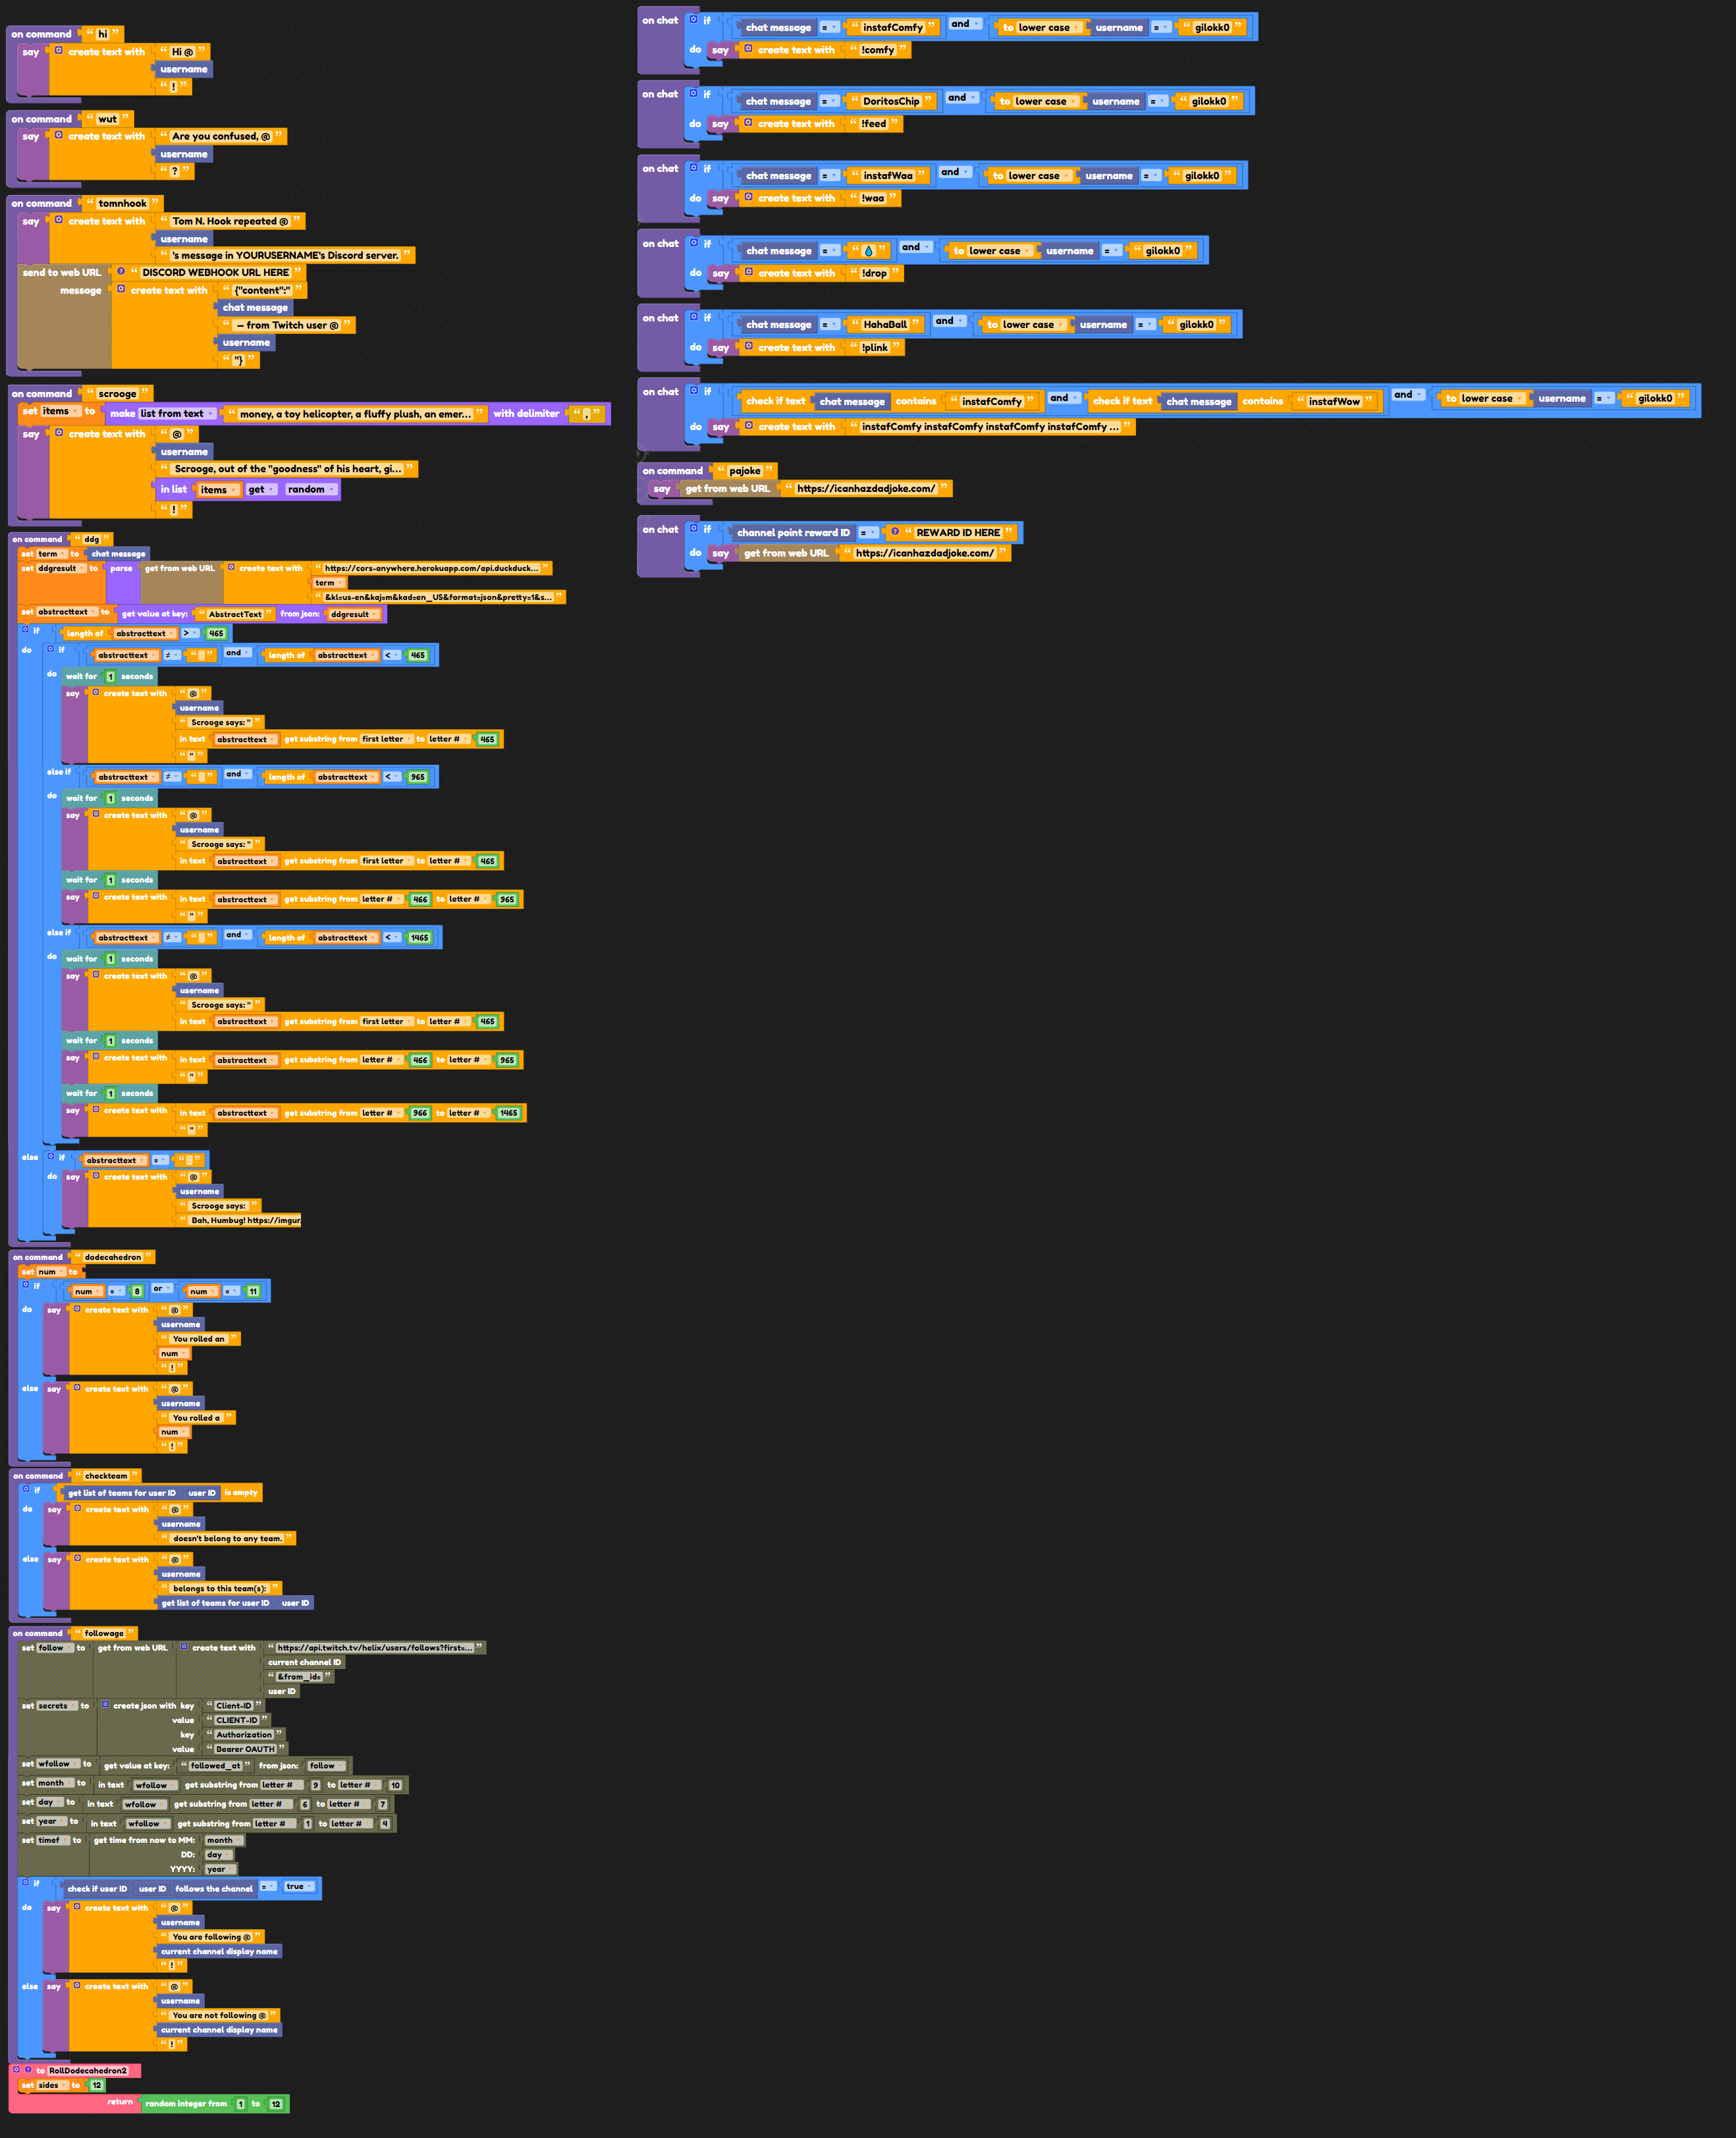 on command “ hi ”
say create text with “ Hi @ ”
username
“ ! ”
on command “ wut ”
say create text with “ Are you confused, @ ”
username
“ ? ”
on command “ tomnhook ”
say create text with “ Tom N. Hook repeated @ ”
username
“ 's message in YOURUSERNAME's Discord server. ”
send to web URL “ DISCORD WEBHOOK URL HERE ”
message create text with “ {"content":" ”
chat message
“ — from Twitch user @ ”
username
“ "} ”
on command “ scrooge ”
set items to make list from text “ money, a toy helicopter, a fluffy plush, an emer... ” with delimiter “ , ”
say create text with “ @ ”
username
“ Scrooge, out of the "goodness" of his heart, gi... ”
in list items get random
“ ! ”
on command “ ddg ”
set term to chat message
set ddgresult to parse get from web URL create text with “ https://cors-anywhere.herokuapp.com/api.duckduck... ”
term
“ &kl=us-en&kaj=m&kad=en_US&format=json&pretty=1&s... ”
set abstracttext to get value at key: “ AbstractText ” from json: ddgresult
if length of abstracttext > 465
do if abstracttext ≠ “ ” and length of abstracttext < 465
do wait for 1 seconds
say create text with “ @ ”
username
“ Scrooge says: " ”
in text abstracttext get substring from first letter to letter # 465
“ " ”
else if abstracttext ≠ “ ” and length of abstracttext < 965
do wait for 1 seconds
say create text with “ @ ”
username
“ Scrooge says: " ”
in text abstracttext get substring from first letter to letter # 465
wait for 1 seconds
say create text with in text abstracttext get substring from letter # 466 to letter # 965
“ " ”
else if abstracttext ≠ “ ” and length of abstracttext < 1465
do wait for 1 seconds
say create text with “ @ ”
username
“ Scrooge says: " ”
in text abstracttext get substring from first letter to letter # 465
wait for 1 seconds
say create text with in text abstracttext get substring from letter # 466 to letter # 965
“ " ”
wait for 1 seconds
say create text with in text abstracttext get substring from letter # 966 to letter # 1465
“ " ”
else if abstracttext = “ ”
do say create text with “ @ ”
username
“ Scrooge says: ”
“ Bah, Humbug! https://imgur.
on command “ dodecahedron ”
set num to
if num = 8 or num = 11
do say create text with “ @ ”
username
“ You rolled an ”
num
“ ! ”
else say create text with “ @ ”
username
“ You rolled a ”
num
“ ! ”
on command “ checkteam ”
if get list of teams for user ID user ID is empty
do say create text with “ @ ”
username
“ doesn't belong to any team. ”
else say create text with “ @ ”
username
“ belongs to this team(s): ”
get list of teams for user ID user ID
on command “ followage ”
set follow to get from web URL create text with “ https://api.twitch.tv/helix/users/follows?first=... ”
current channel ID
“ &from_id= ”
user ID
set secrets to create json with key “ Client-ID ”
value “ CLIENT-ID ”
key “ Authorization ”
value “ Bearer OAUTH ”
set wfollow to get value at key: “ followed_at ” from json: follow
set month to in text wfollow get substring from letter # 9 to letter # 10
set day to in text wfollow get substring from letter # 6 to letter # 7
set year to in text wfollow get substring from letter # 1 to letter # 4
set timef to get time from now to MM: month
DD: day
YYYY: year
if check if user ID user ID follows the channel = true
do say create text with “ @ ”
username
“ You are following @ ”
current channel display name
“ ! ”
else say create text with “ @ ”
username
“ You are not following @ ”
current channel display name
“ ! ”
to RollDodecahedron2
set sides to 12
return random integer from 1 to 12
on chat if chat message = “ instafComfy ” and to lower case username = “ gilokk0 ”
do say create text with “ !comfy ”
on chat if chat message = “ DoritosChip ” and to lower case username = “ gilokk0 ”
do say create text with “ !feed ”
on chat if chat message = “ instafWaa ” and to lower case username = “ gilokk0 ”
do say create text with “ !waa ”
on chat if chat message = “ 💧 ” and to lower case username = “ gilokk0 ”
do say create text with “ !drop ”
on chat if chat message = “ HahaBall ” and to lower case username = “ gilokk0 ”
do say create text with “ !plink ”
on chat if check if text chat message contains “ instafComfy ” and check if text chat message contains “ instafWow ” and to lower case username = “ gilokk0 ”
do say create text with “ instafComfy instafComfy instafComfy instafComfy ... ”
on command “ pajoke ”
say get from web URL “ https://icanhazdadjoke.com/ ”
on chat if channel point reward ID = “ REWARD ID HERE ”
do say get from web URL “ https://icanhazdadjoke.com/ ”